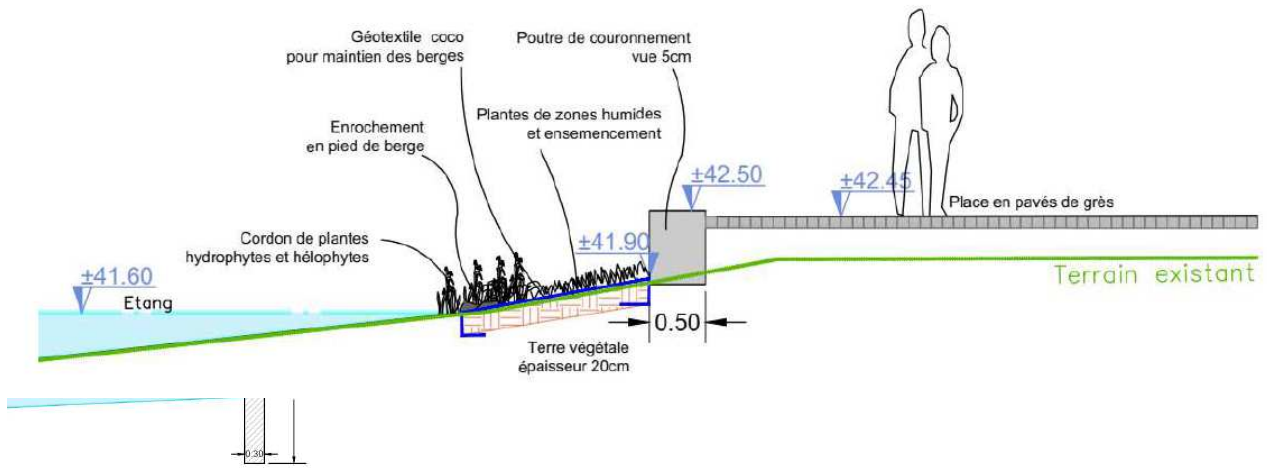 Géotextile coco
pour maintien des berges
Poutre de couronnement
vue 5cm
Enrochement
en pied de berge
Plantes de zones humides
et ensemencement
±42.50
±42.45
Place en pavés de grès
Cordon de plantes
hydrophytes et hélophytes
±41.90
±41.60
Etang
Terrain existant
0.50
Terre végétale
épaisseur 20cm
0.30